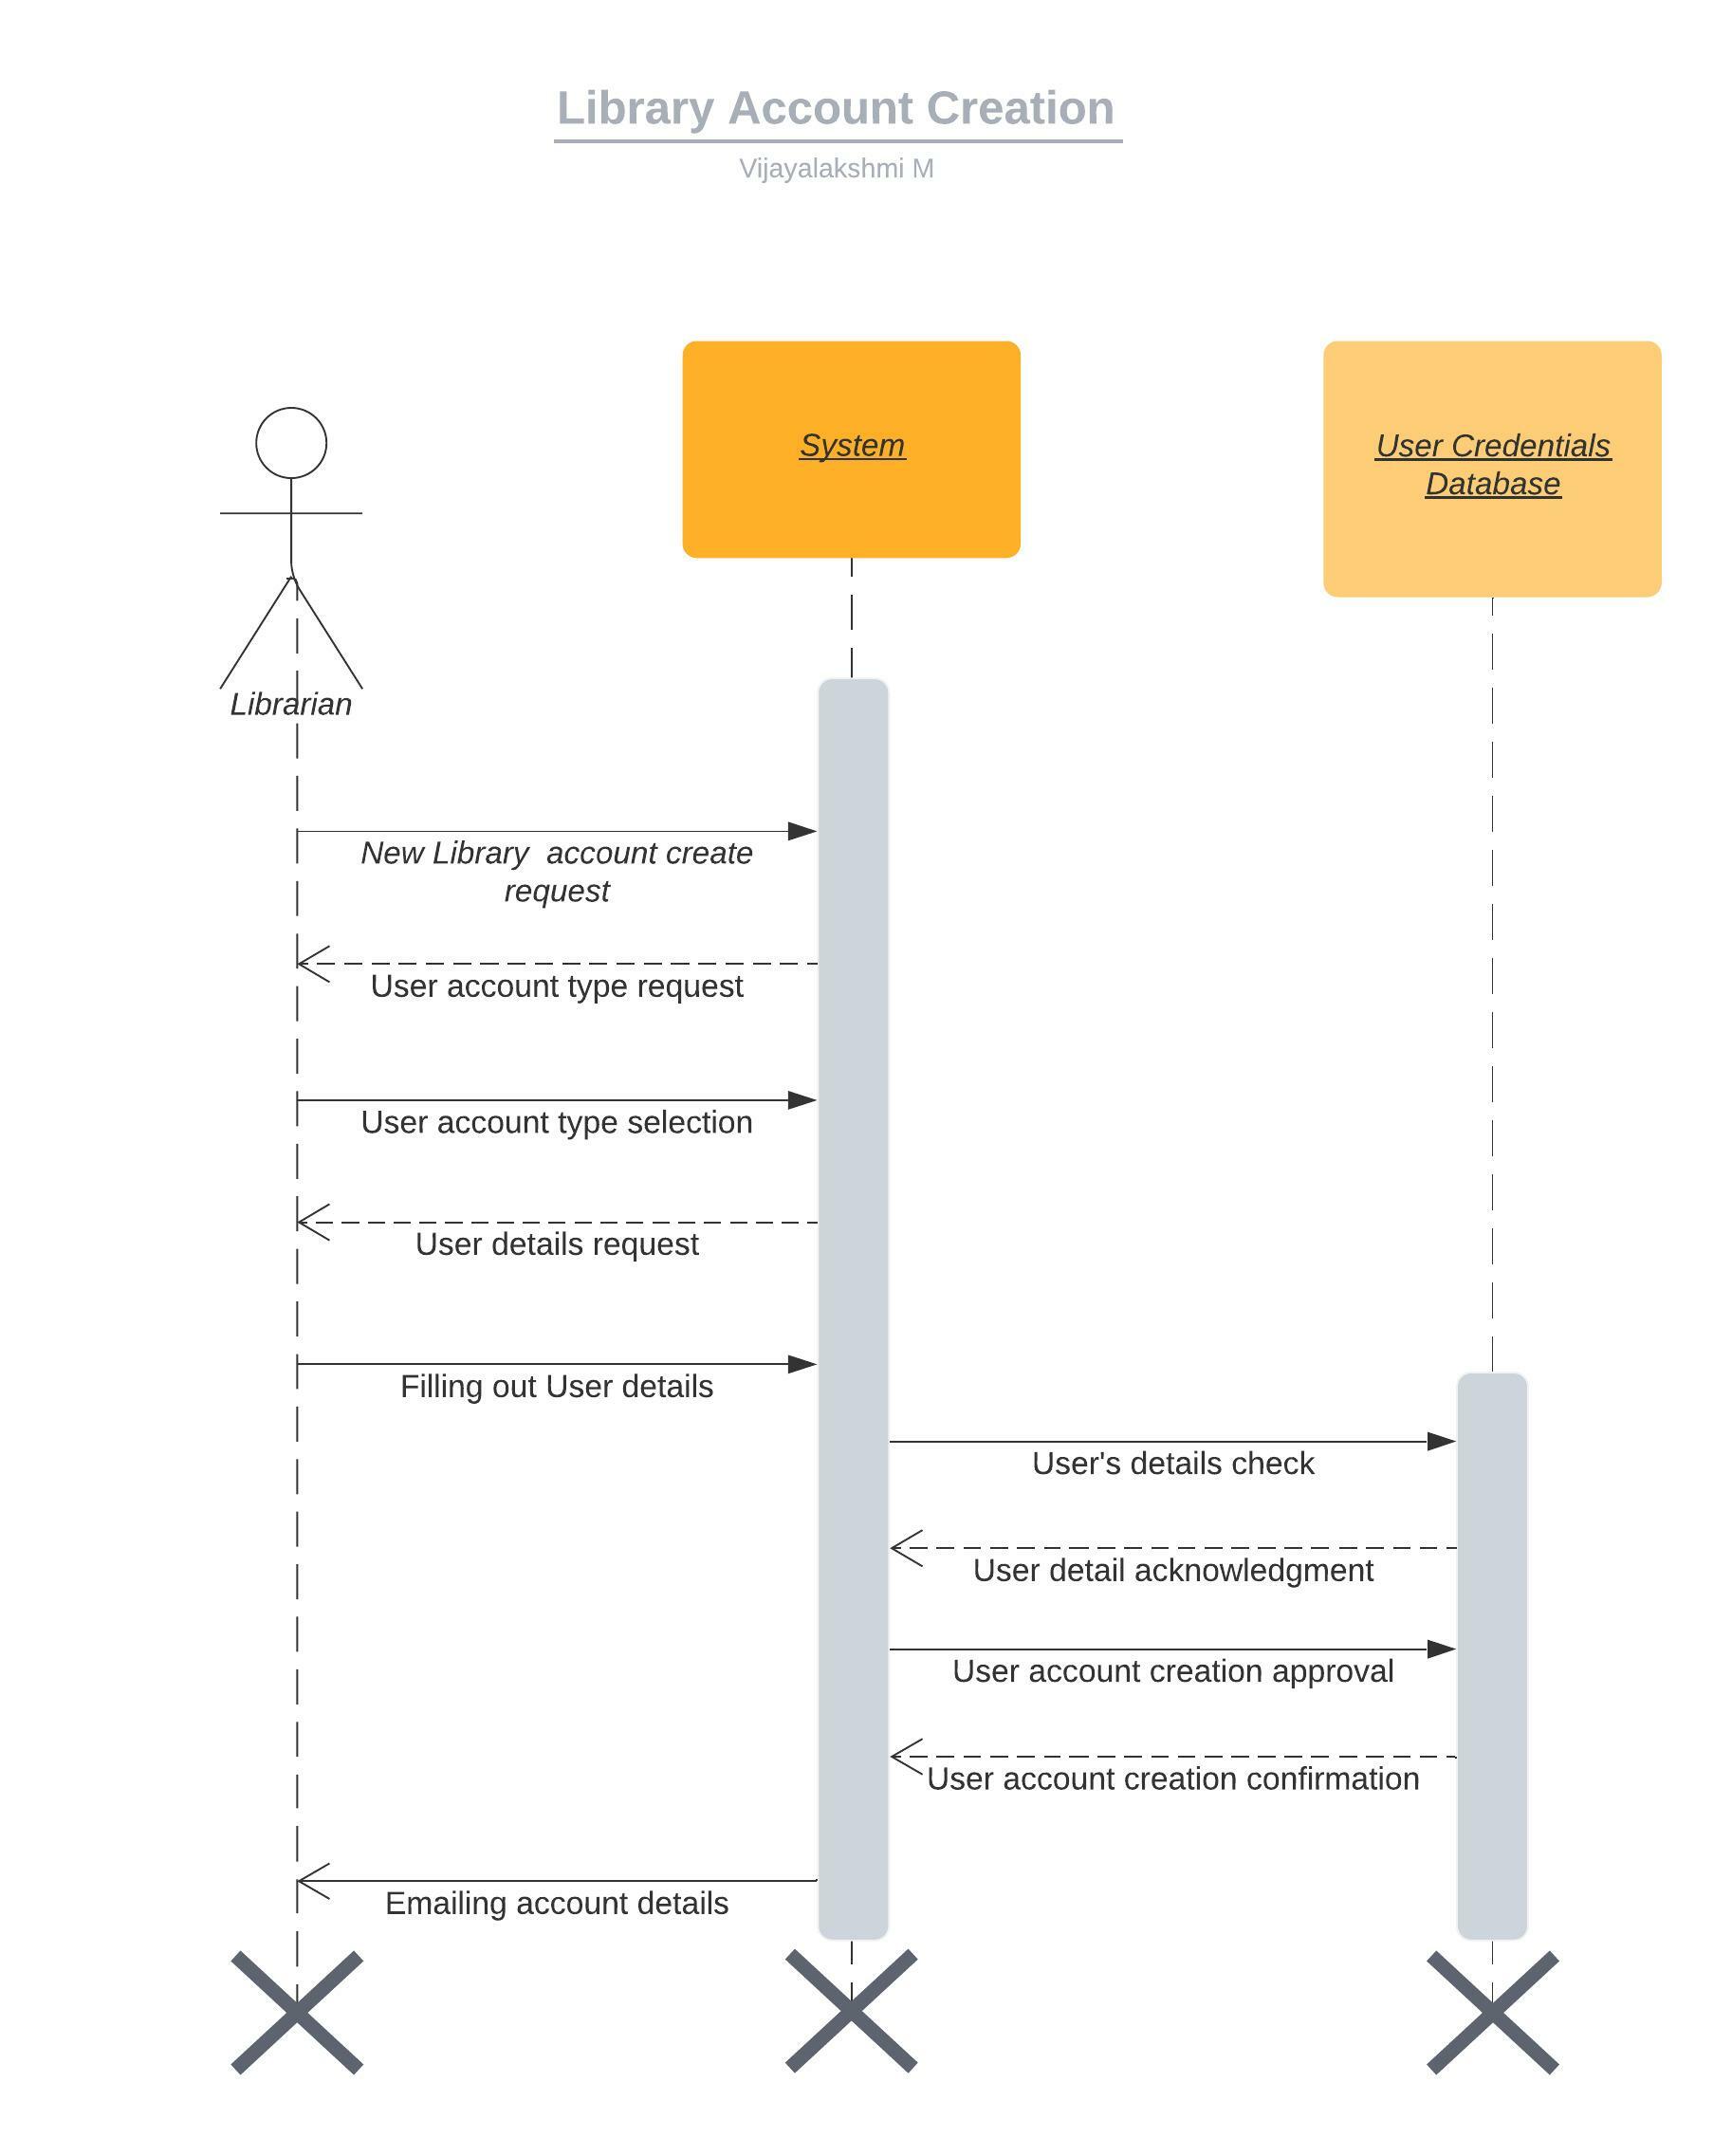 Library Account Creation
Vijayalakshmi M
System
User Credentials
Database
Librarian
New Library  account create
request
User account type request
User account type selection
User details request
Filling out User details
User's details check
User detail acknowledgment
User account creation approval
User account creation confirmation
Emailing account details